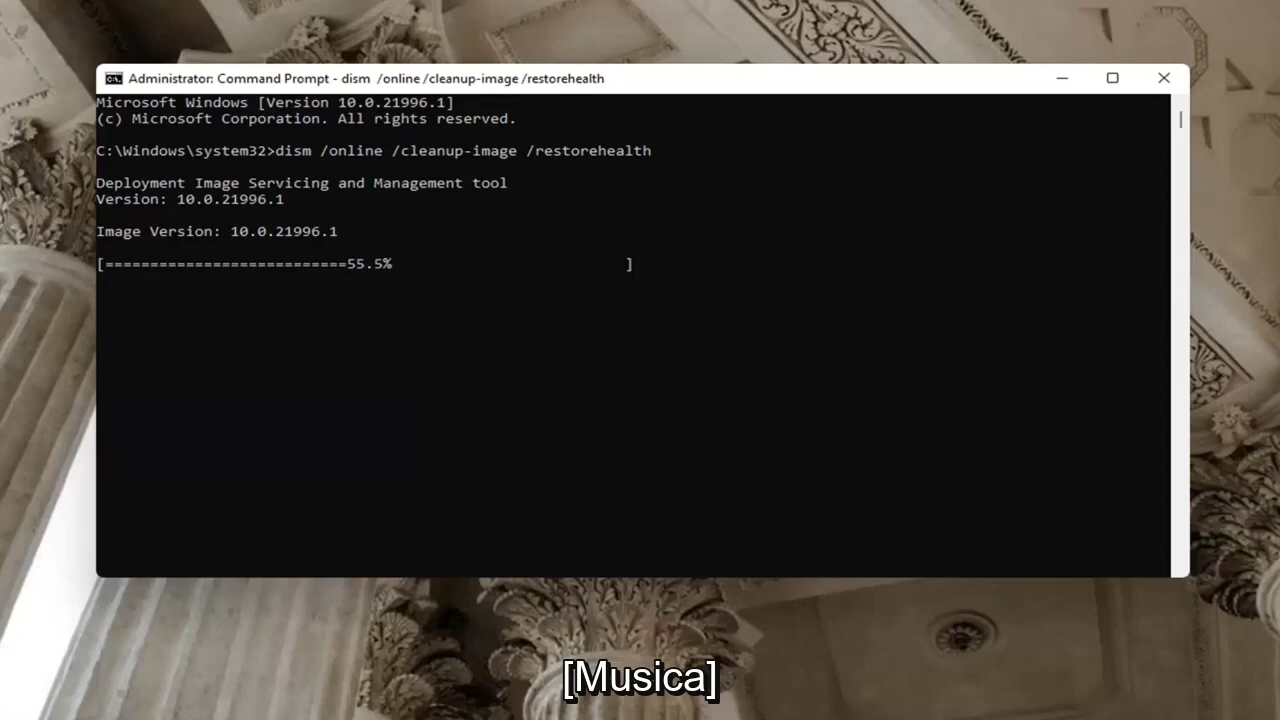 Administrator: Command Prompt - dism  /online /cleanup-image /restorehealth
Microsoft Windows [Version 10.0.21996.1]
(c) Microsoft Corporation. All rights reserved.
C:\Windows\system32>dism /online /cleanup-image /restorehealth
Deployment Image Servicing and Management tool
Version: 10.0.21996.1
Image Version: 10.0.21996.1
[===========================55.5%                          ]
[Musica]